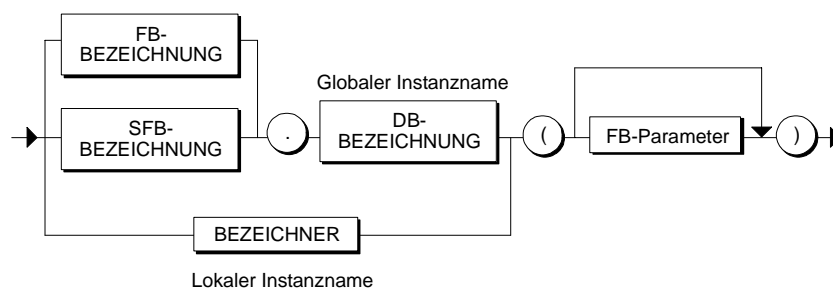 FB-
BEZEICHNUNG
Globaler Instanzname
SFB-
BEZEICHNUNG
.
DB-
BEZEICHNUNG
(
FB-Parameter
)
BEZEICHNER
Lokaler Instanzname